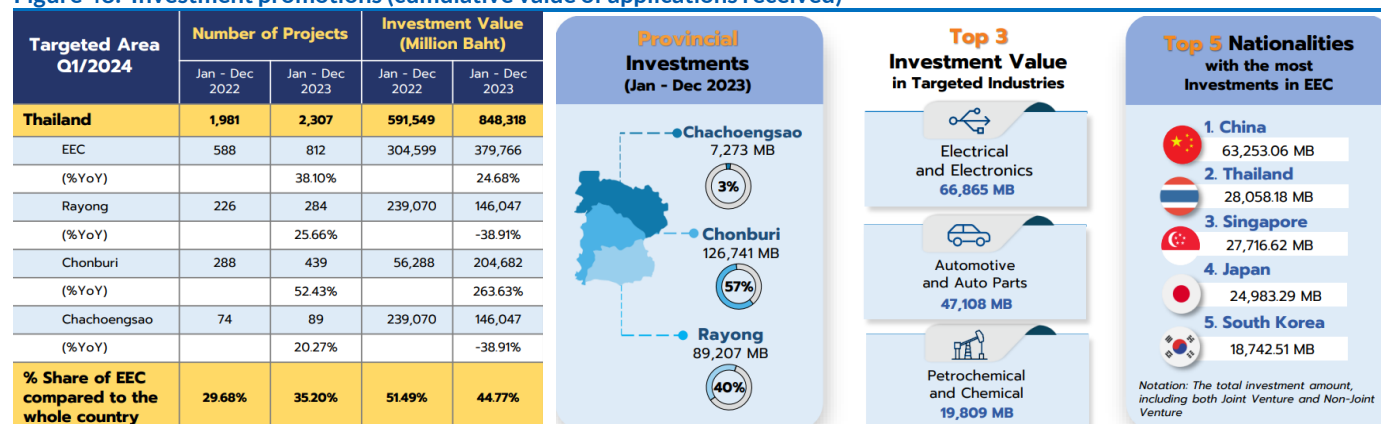 Figure 48: Investment promotions (cumulative value of applications received)
Targeted Area
Q1/2024
Number of Projects
Investment Value
(Million Baht)
Jan - Dec
2022
Jan - Dec
2023
Jan - Dec
2022
Jan - Dec
2023
Thailand 1,981 2,307 591,549 848,318
EEC 588 812 304,599 379,766
(%YoY) 38.10% 24.68%
Rayong 226 284 239,070 146,047
(%YoY) 25.66% -38.91%
Chonburi 288 439 56,288 204,682
(%YoY) 52.43% 263.63%
Chachoengsao 74 89 239,070 146,047
(%YoY) 20.27% -38.91%
% Share of EEC
compared to the
whole country
29.68% 35.20% 51.49% 44.77%
Provincial
Investments
(Jan - Dec 2023)
Chachoengsao
7,273 MB
3%
Chonburi
126,741 MB
57%
Rayong
89,207 MB
40%
Top 3
Investment Value
in Targeted Industries
Electrical
and Electronics
66,865 MB
Automotive
and Auto Parts
47,108 MB
Petrochemical
and Chemical
19,809 MB
Top 5 Nationalities
with the most
Investments in EEC
1. China
63,253.06 MB
2. Thailand
28,058.18 MB
3. Singapore
27,716.62 MB
4. Japan
24,983.29 MB
5. South Korea
18,742.51 MB
Notation: The total investment amount,
including both Joint Venture and Non-Joint
Venture